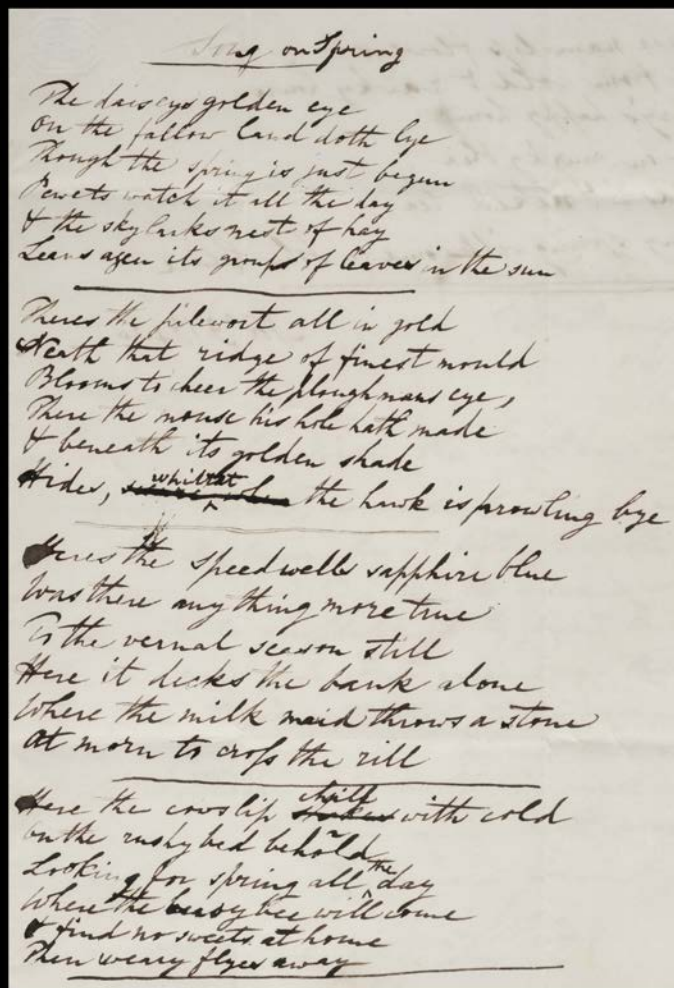 Song on Spring
The daiseys golden eye
On the fallow land doth lye
Though the spring is just begun
Pewets watch it all the day
& the skylarks nest of hay
Leans agen its groups of leaves in the sun
Theres the pilewort all in gold
Neath that ridge of finest mould
Blooms to cheer the ploughmans eye,
There the mouse his hole hath made
& beneath its golden shade
Hides, whilst the hawk is prowling bye
Heres the speedwells sapphire blue
Was there any thing more true
To the vernal season still
Here it decks the bank alone
Where the milk maid throws a stone
At morn to cross the rill
Here the cowslip chill with cold
On the rushy bed behold
Looking for spring all the day
Where the bee will come
& find no sweets at home
Then weary flyes away